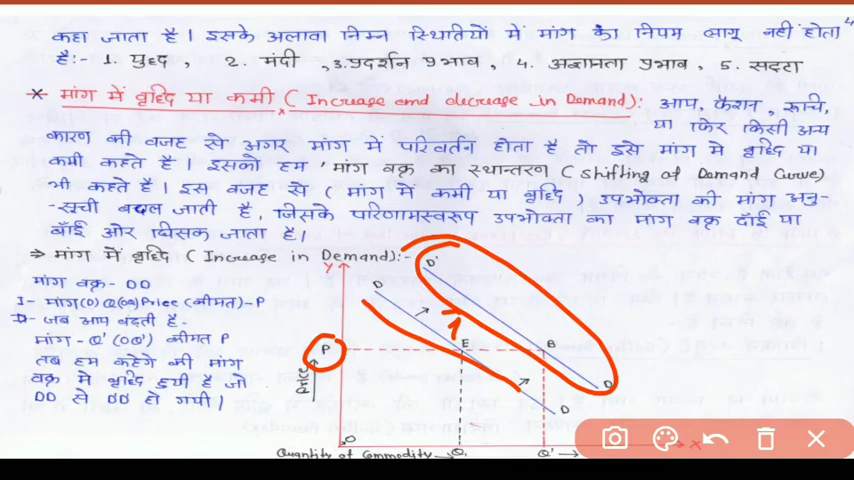 कहा जाता है। इसके अलावा निम्न स्थितियों में मांग का नियम लागू नहीं होता
है:- 1. युध्द, 2. मंदी, 3. प्रदर्शन प्रभाव, 4. अज्ञानता प्रभाव, 5. सट्टा
* मांग में वृध्दि या कमी (Increase and decrease in Demand): आय, फैशन, रूचि,
या फिर किसी अन्य
कारण की वजह से अगर मांग में परिवर्तन होता है तो इसे मांग में वृध्दि या
कमी कहते है। इसको हम, मांग वक्र का स्थान्तरण (Shifting of Demand Curve)
भी कहते है। इस वजह से (मांग में कमी या वृध्दि) उपभोक्ता की मांग अनु-
-सूची बदल जाती है, जिसके परिणामस्वरूप उपभोक्ता का मांग वक्र दाँई या
बाँई ओर खिसक जाता है।
⇒ मांग में वृध्दि (Increase in Demand):-
मांग वक्र- DD
I- मांग(D) Q(OQ) Price (कीमत)-P
II- जब आय बढ़ती है-
मांग- Q'(OQ') कीमत P
तब हम कहेंगे की मांग
वक्र में वृध्दि हुयी है जो
DD से DD हो गयी।
Y
D'
D
1
P
E
B
Price
D
D
O
X
Quantity of Commodity → Q Q' →